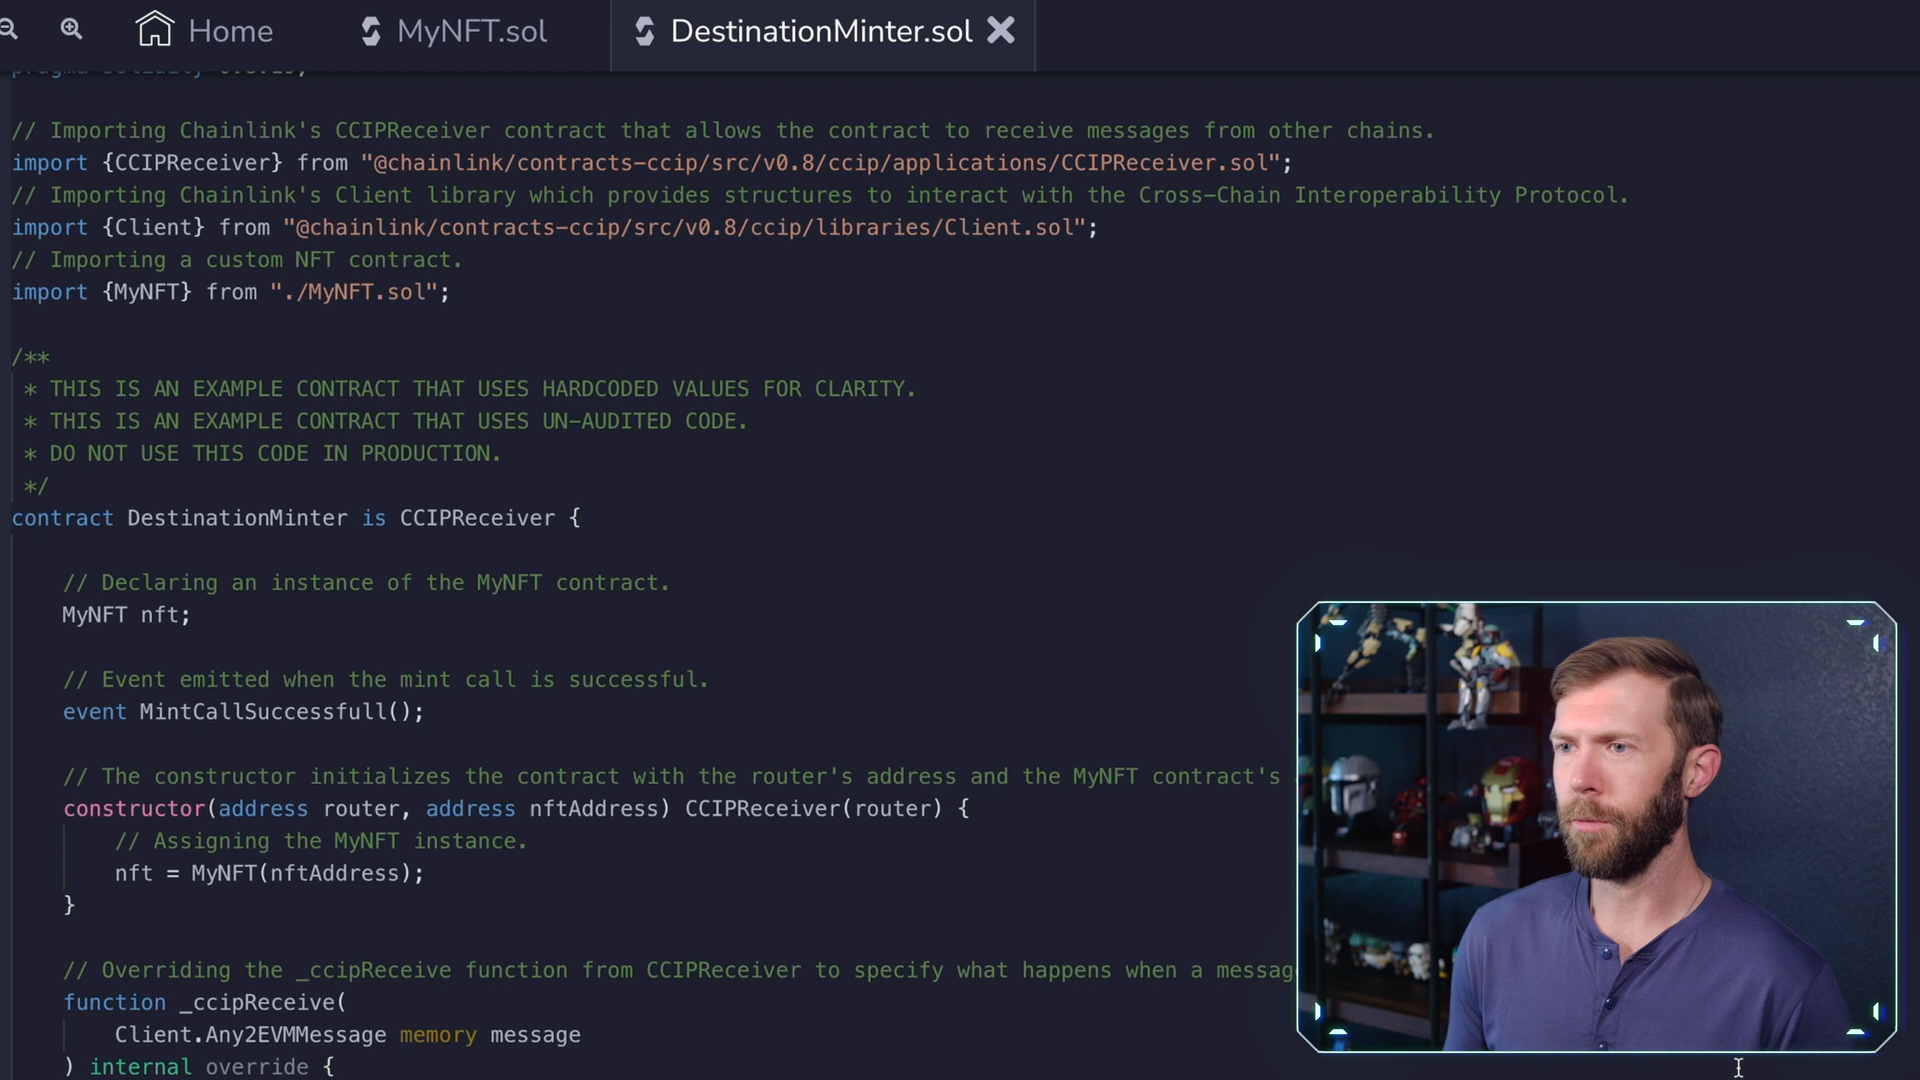 Home
MyNFT.sol
DestinationMinter.sol
// Importing Chainlink's CCIPReceiver contract that allows the contract to receive messages from other chains.
import {CCIPReceiver} from "@chainlink/contracts-ccip/src/v0.8/ccip/applications/CCIPReceiver.sol";
// Importing Chainlink's Client library which provides structures to interact with the Cross-Chain Interoperability Protocol.
import {Client} from "@chainlink/contracts-ccip/src/v0.8/ccip/libraries/Client.sol";
// Importing a custom NFT contract.
import {MyNFT} from "./MyNFT.sol";
/**
* THIS IS AN EXAMPLE CONTRACT THAT USES HARDCODED VALUES FOR CLARITY.
* THIS IS AN EXAMPLE CONTRACT THAT USES UN-AUDITED CODE.
* DO NOT USE THIS CODE IN PRODUCTION.
*/
contract DestinationMinter is CCIPReceiver {
// Declaring an instance of the MyNFT contract.
MyNFT nft;
// Event emitted when the mint call is successful.
event MintCallSuccessfull();
// The constructor initializes the contract with the router's address and the MyNFT contract's
constructor(address router, address nftAddress) CCIPReceiver(router) {
// Assigning the MyNFT instance.
nft = MyNFT(nftAddress);
}
// Overriding the _ccipReceive function from CCIPReceiver to specify what happens when a messag
function _ccipReceive(
Client.Any2EVMMessage memory message
) internal override {